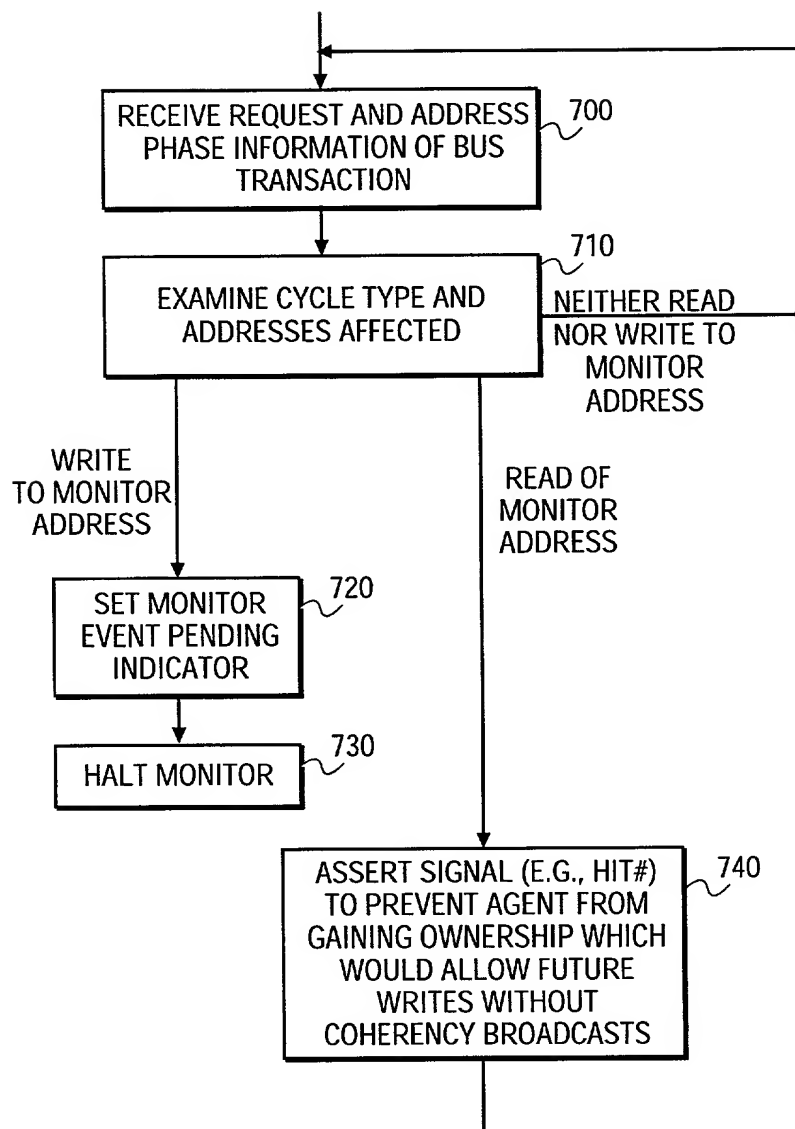 700
RECEIVE REQUEST AND ADDRESS
PHASE INFORMATION OF BUS
TRANSACTION
710
EXAMINE CYCLE TYPE AND
ADDRESSES AFFECTED
NEITHER READ
NOR WRITE TO
MONITOR
ADDRESS
WRITE
TO MONITOR
ADDRESS
READ OF
MONITOR
ADDRESS
720
SET MONITOR
EVENT PENDING
INDICATOR
730
HALT MONITOR
740
ASSERT SIGNAL (E.G., HIT#)
TO PREVENT AGENT FROM
GAINING OWNERSHIP WHICH
WOULD ALLOW FUTURE
WRITES WITHOUT
COHERENCY BROADCASTS